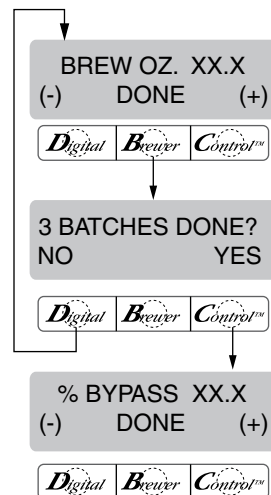 BREW OZ. XX.X
(-) DONE (+)
Digital Brewer Control™
3 BATCHES DONE?
NO YES
Digital Brewer Control™
% BYPASS XX.X
(-) DONE (+)
Digital Brewer Control™